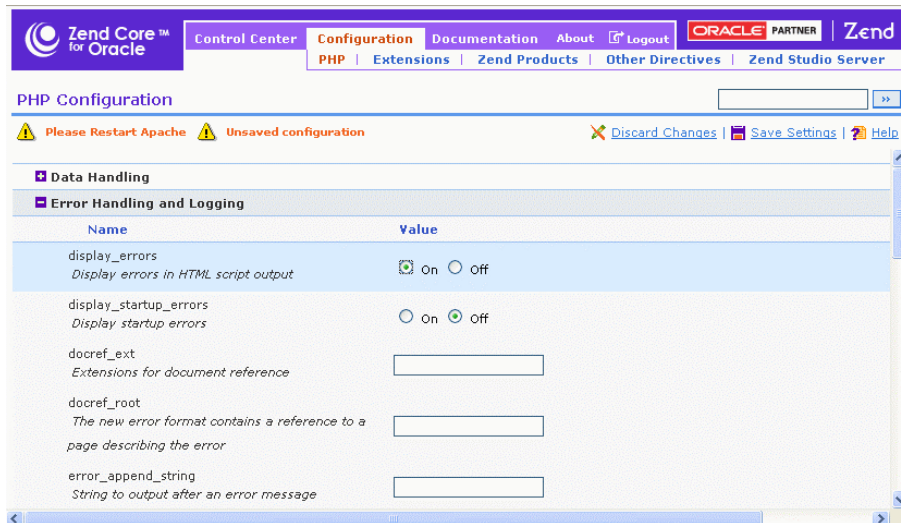 Zend Core ™
for Oracle
Control Center Configuration Documentation About Logout ORACLE PARTNER Zend
PHP | Extensions | Zend Products | Other Directives | Zend Studio Server
PHP Configuration
Please Restart Apache Unsaved configuration Discard Changes | Save Settings | Help
Data Handling
Error Handling and Logging
Name Value
display_errors
Display errors in HTML script output
On Off
display_startup_errors
Display startup errors
On Off
docref_ext
Extensions for document reference
docref_root
The new error format contains a reference to a
page describing the error
error_append_string
String to output after an error message